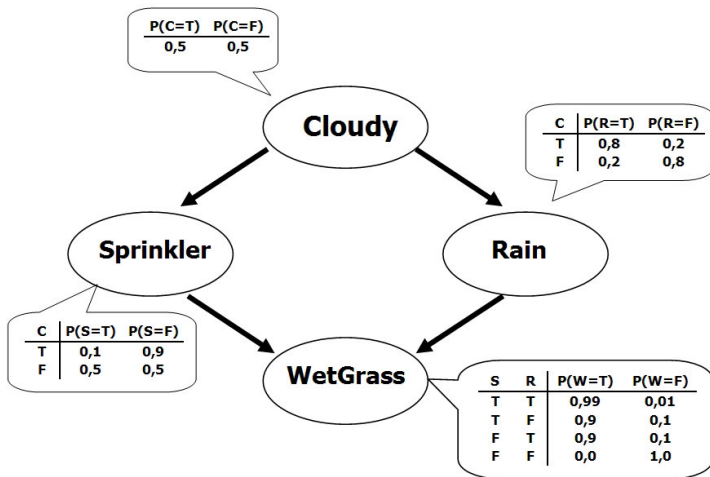 P(C=T) P(C=F)
0,5 0,5
Cloudy
C P(R=T) P(R=F)
T 0,8 0,2
F 0,2 0,8
Sprinkler
Rain
C P(S=T) P(S=F)
T 0,1 0,9
F 0,5 0,5
WetGrass
S R P(W=T) P(W=F)
T T 0,99 0,01
T F 0,9 0,1
F T 0,9 0,1
F F 0,0 1,0